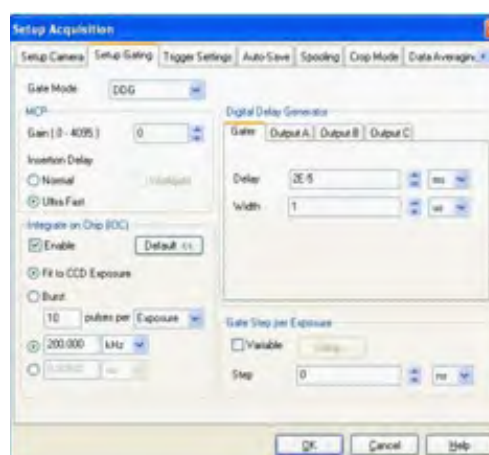 Setup Acquisition
Setup Camera Setup Gating Trigger Settings Auto-Save Spooling Crop Mode Data Averaging
Gate Mode DDG
MCP
Gain ( 0 - 4095 ) 0
Insertion Delay
Normal
Ultra Fast
Integrate on Chip (IOC)
Enable Default <<
Fit to CCD Exposure
Burst
10 pulses per Exposure
200.000 kHz
Digital Delay Generator
Gater Output A Output B Output C
Delay 2E-5 ms
Width 1 us
Gate Step per Exposure
Variable
Step 0 ns
OK Cancel Help